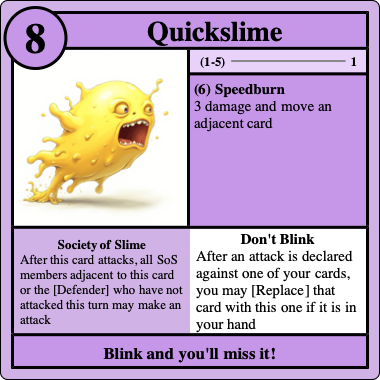 8
Quickslime
(1-5) 1
(6) Speedburn
3 damage and move an
adjacent card
Society of Slime
After this card attacks, all SoS
members adjacent to this card
or the [Defender] who have not
attacked this turn may make an
attack
Don't Blink
After an attack is declared
against one of your cards,
you may [Replace] that
card with this one if it is in
your hand
Blink and you'll miss it!